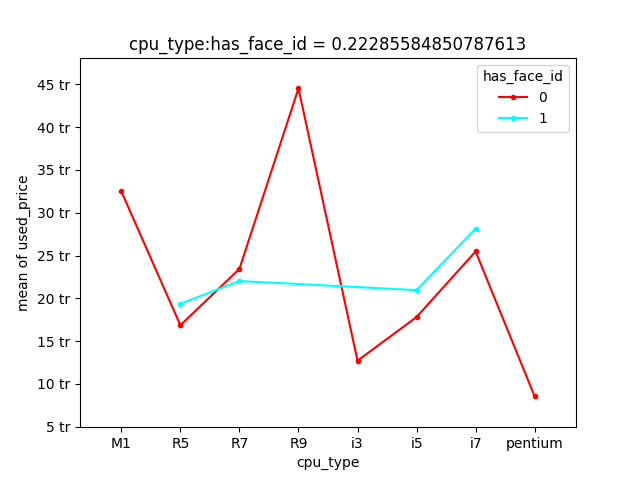 cpu_type:has_face_id = 0.22285584850787613
has_face_id
0
1
mean of used_price
45 tr
40 tr
35 tr
30 tr
25 tr
20 tr
15 tr
10 tr
5 tr
M1 R5 R7 R9 i3 i5 i7 pentium
cpu_type